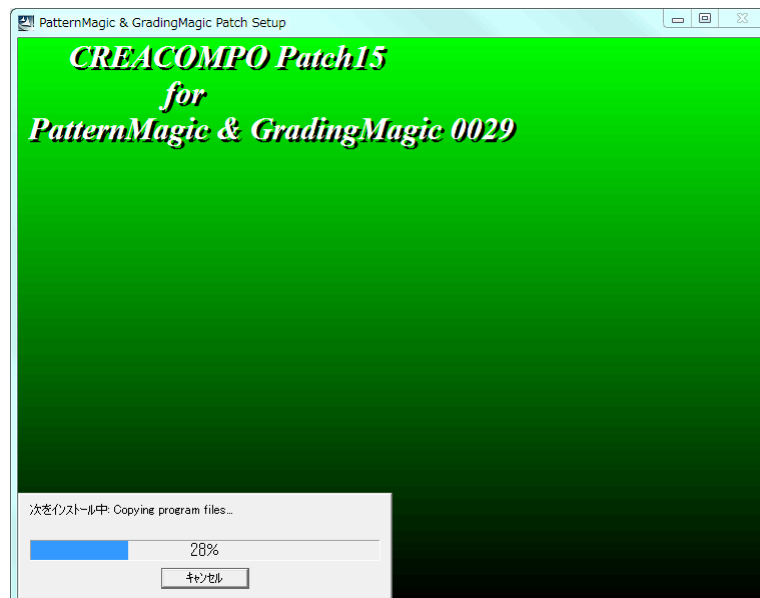 PatternMagic & GradingMagic Patch Setup
CREACOMPO Patch15
for
PatternMagic & GradingMagic 0029
次をインストール中: Copying program files...
28%
キャンセル